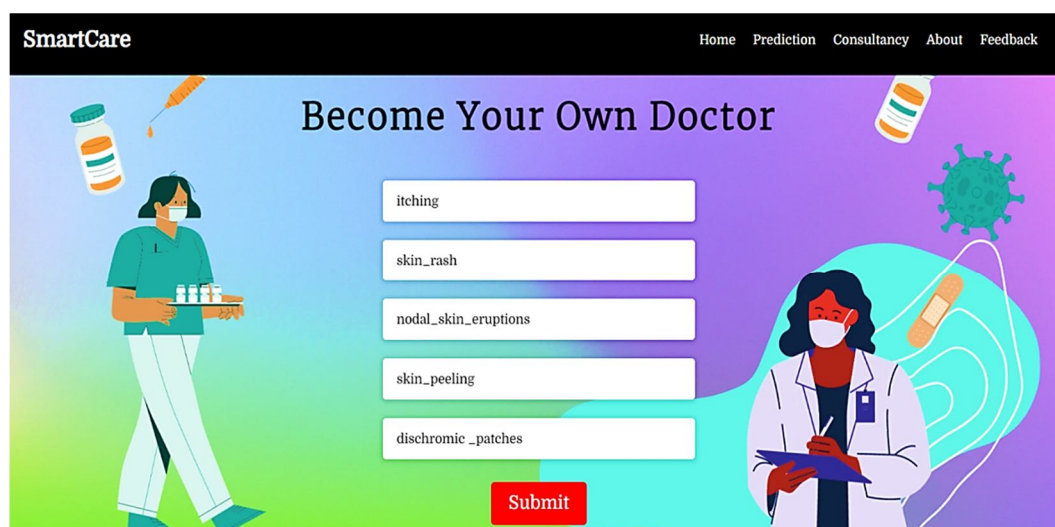 SmartCare
Home Prediction Consultancy About Feedback
Become Your Own Doctor
itching
skin_rash
nodal_skin_eruptions
skin_peeling
dischromic _patches
Submit